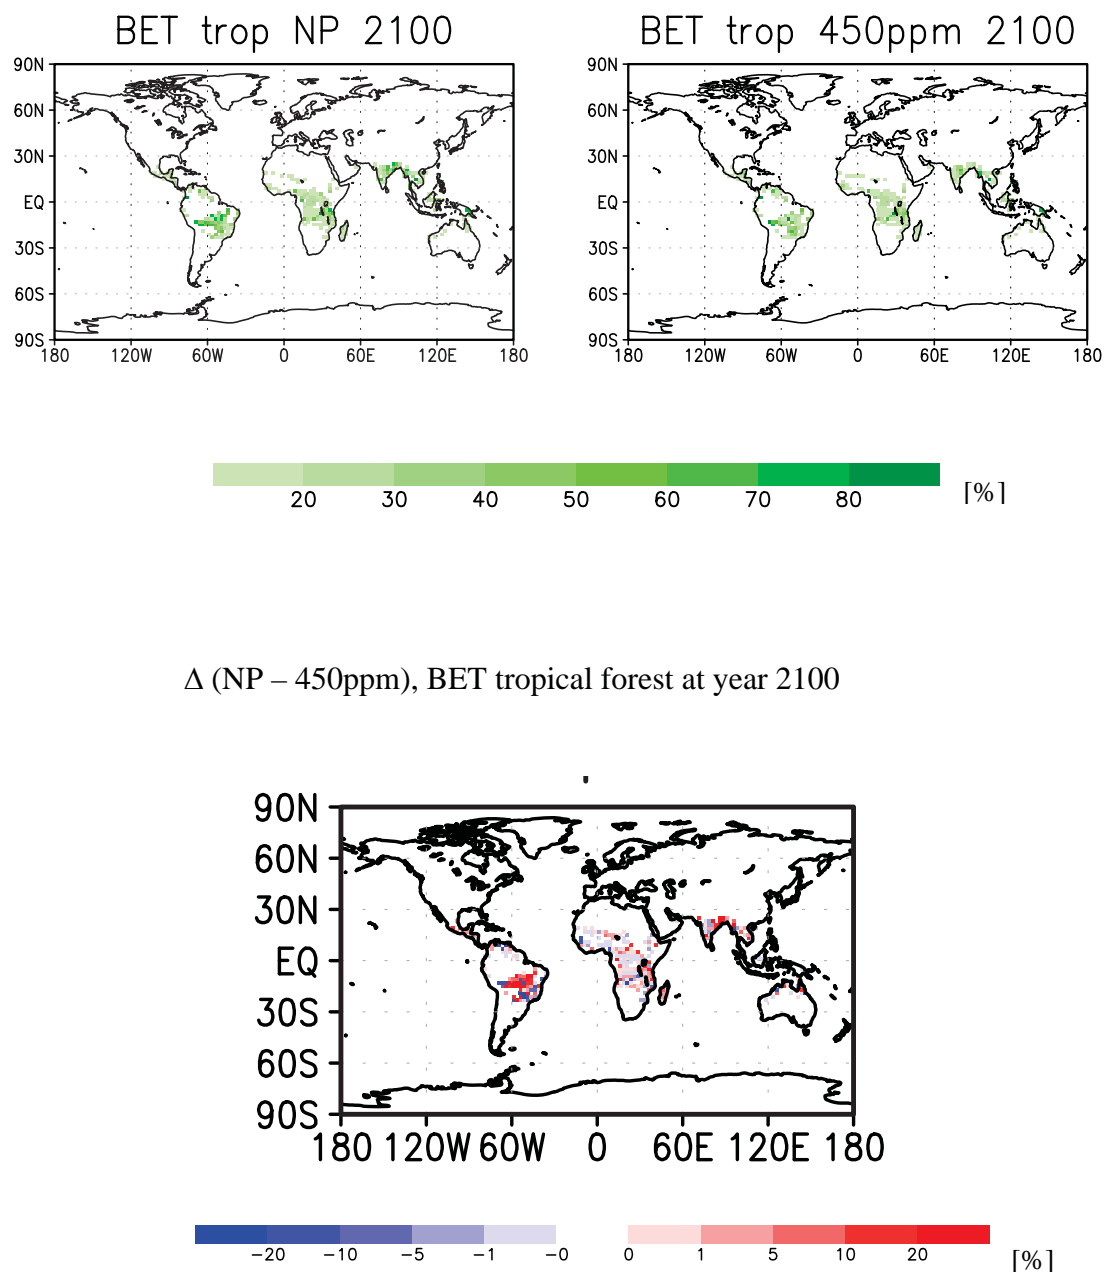 BET trop NP 2100
BET trop 450ppm 2100
90N
60N
30N
EQ
30S
60S
90S
180 120W 60W 0 60E 120E 180
90N
60N
30N
EQ
30S
60S
90S
180 120W 60W 0 60E 120E 180
20 30 40 50 60 70 80 [%]
Δ (NP – 450ppm), BET tropical forest at year 2100
90N
60N
30N
EQ
30S
60S
90S
180 120W 60W 0 60E 120E 180
−20 −10 −5 −1 −0 0 1 5 10 20 [%]